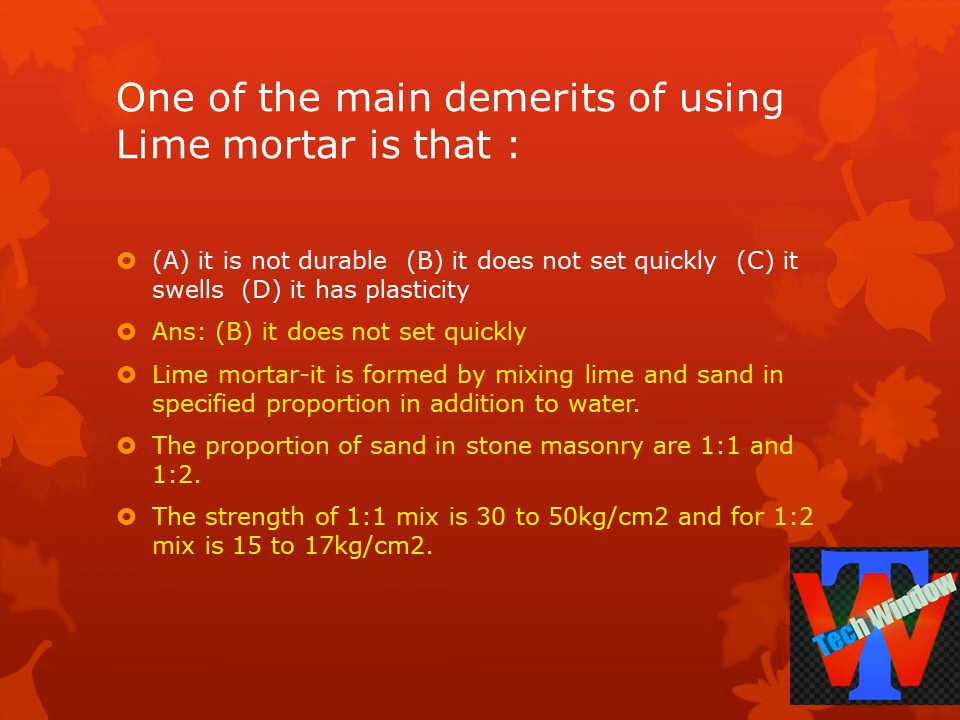 One of the main demerits of using
Lime mortar is that :
(A) it is not durable  (B) it does not set quickly  (C) it
swells  (D) it has plasticity
Ans: (B) it does not set quickly
Lime mortar-it is formed by mixing lime and sand in
specified proportion in addition to water.
The proportion of sand in stone masonry are 1:1 and
1:2.
The strength of 1:1 mix is 30 to 50kg/cm2 and for 1:2
mix is 15 to 17kg/cm2.
TW
Tech Window